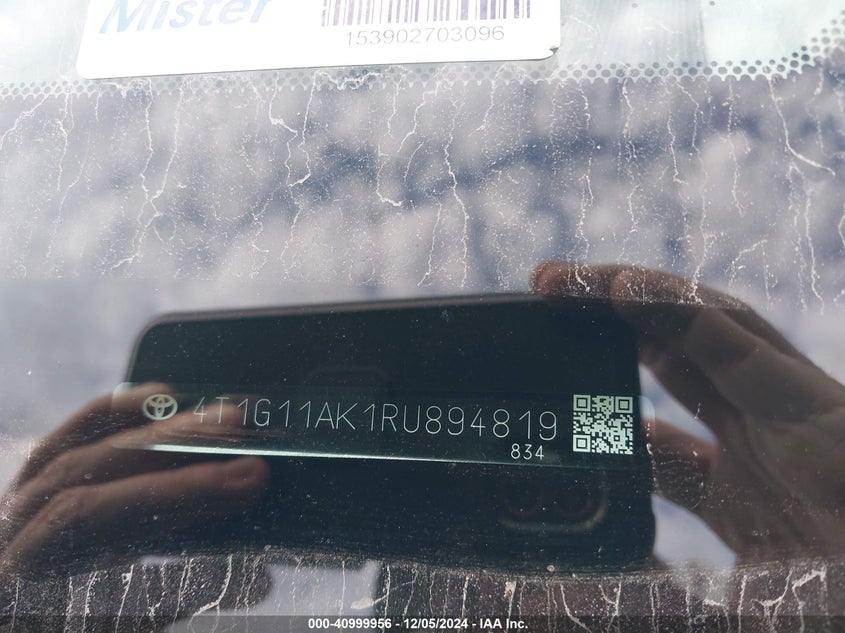 Mister
153902703096
4T1G11AK1RU894819
834
000-40999956 - 12/05/2024 - IAA Inc.